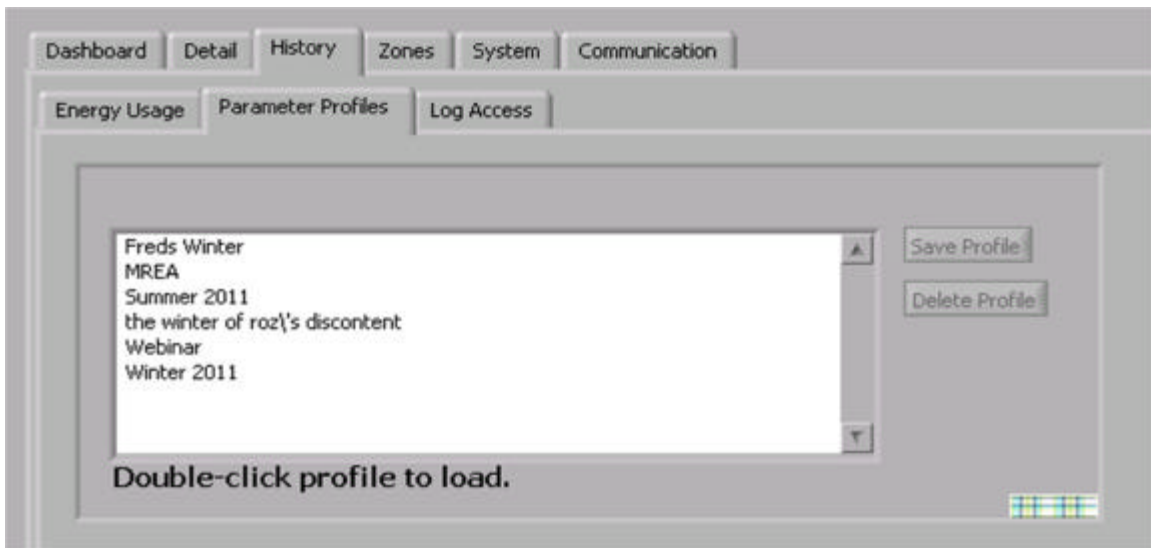 Dashboard Detail History Zones System Communication
Energy Usage Parameter Profiles Log Access
Freds Winter
MREA
Summer 2011
the winter of roz\'s discontent
Webinar
Winter 2011
Save Profile
Delete Profile
Double-click profile to load.